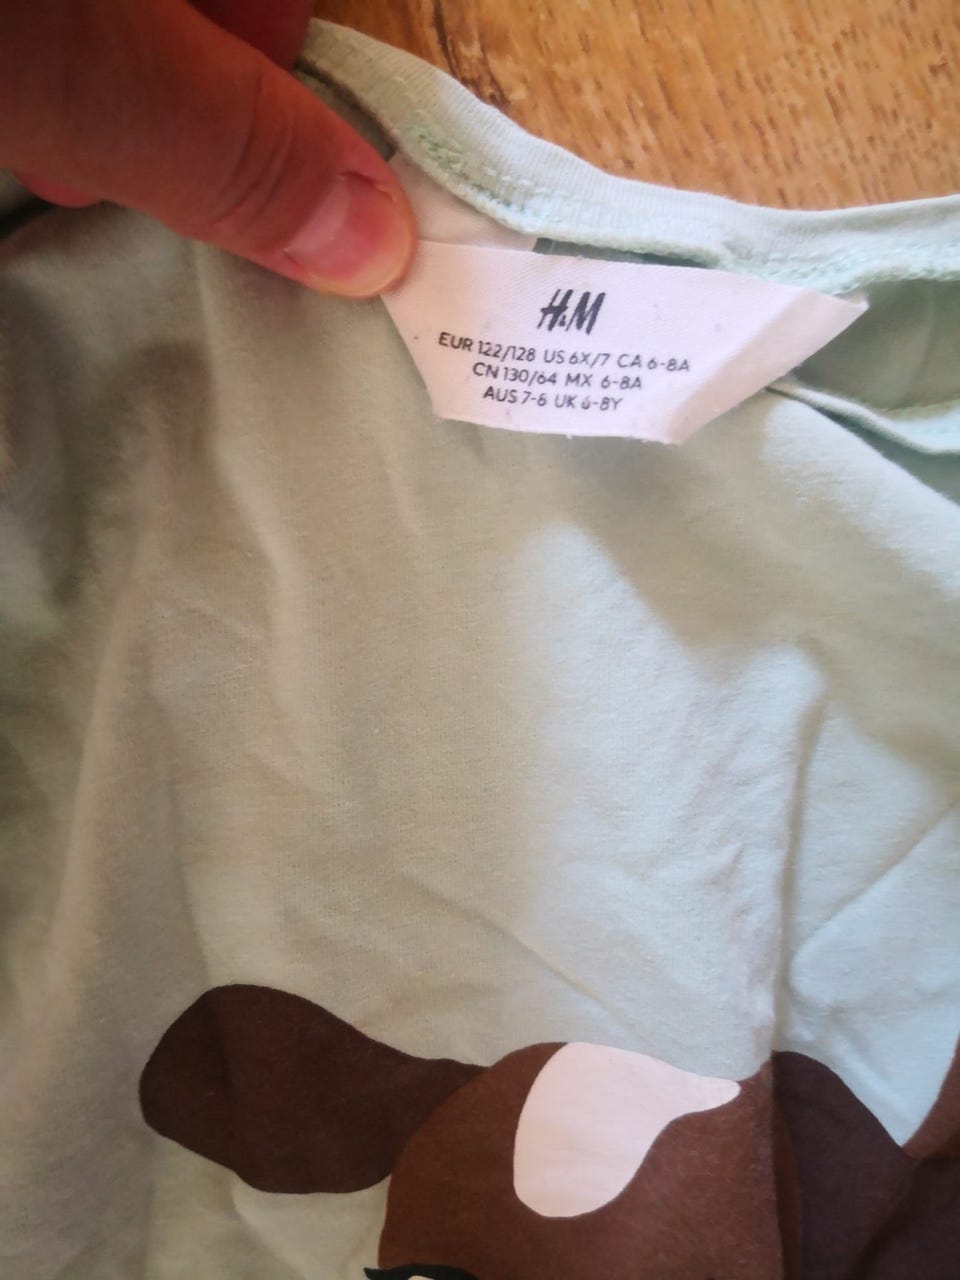 H&M
EUR 122/128 US 6X/7 CA 6-8A
CN 130/64 MX 6-8A
AUS 7-6 UK 6-8Y